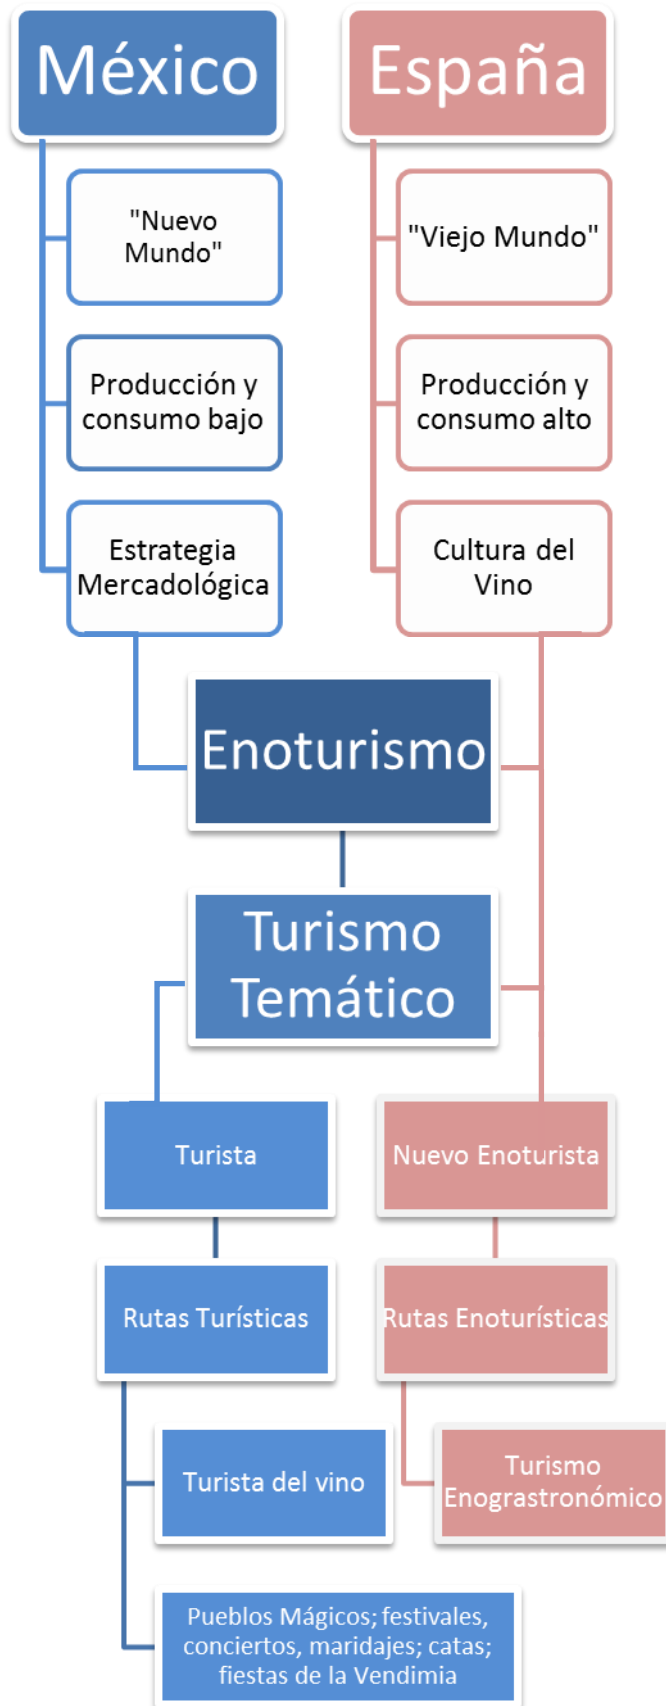 México
España
"Nuevo
Mundo"
"Viejo Mundo"
Producción y
consumo bajo
Producción y
consumo alto
Estrategia
Mercadológica
Cultura del
Vino
Enoturismo
Turismo
Temático
Turista
Nuevo Enoturista
Rutas Turísticas
Rutas Enoturísticas
Turista del vino
Turismo
Enograstronómico
Pueblos Mágicos; festivales,
conciertos, maridajes; catas;
fiestas de la Vendimia